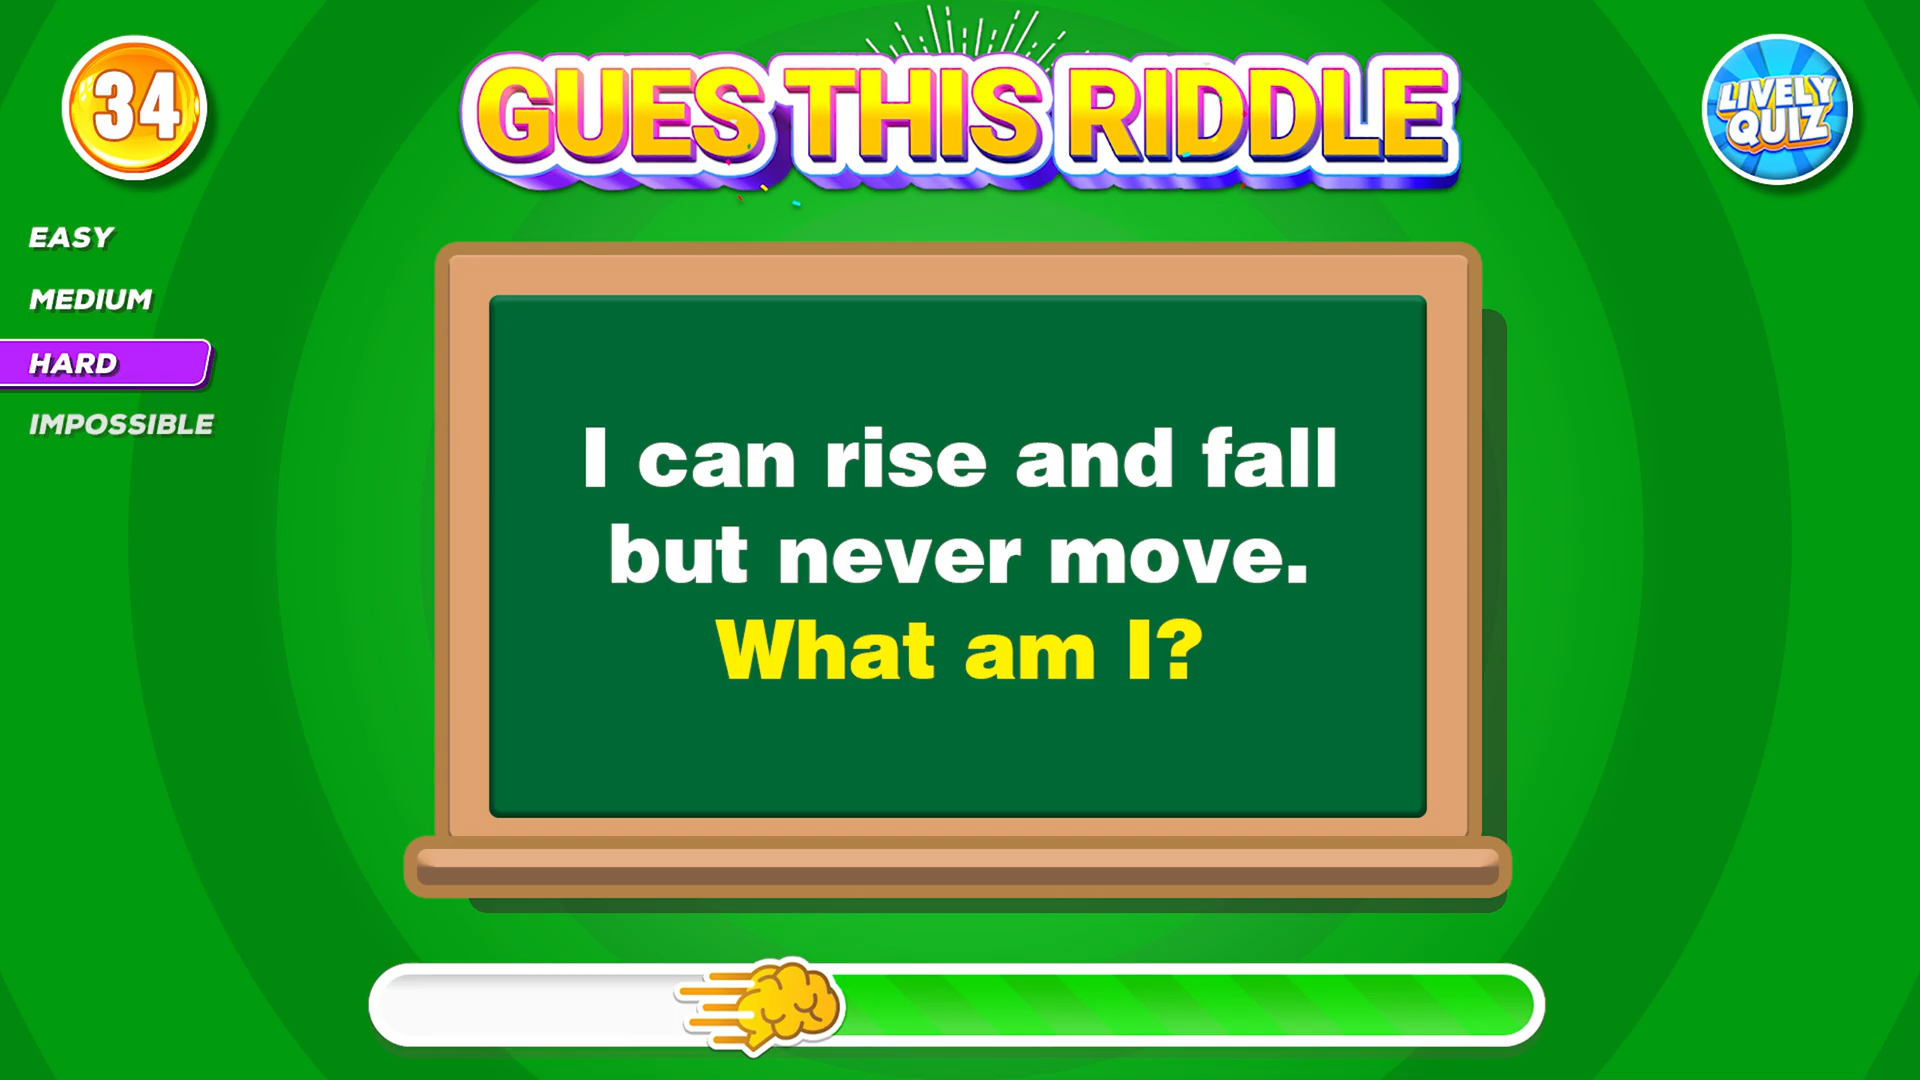 34
GUES THIS RIDDLE
LIVELY
QUIZ
EASY
MEDIUM
HARD
IMPOSSIBLE
I can rise and fall
but never move.
What am I?